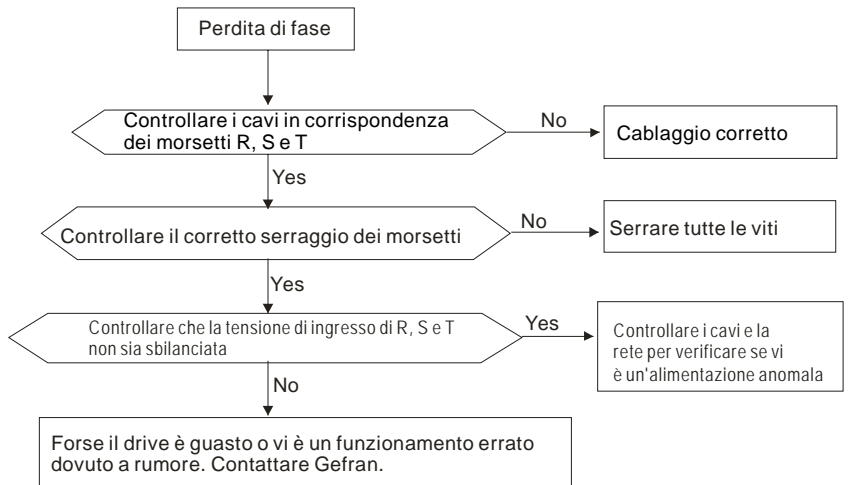 Perdita di fase
Controllare i cavi in corrispondenza
dei morsetti R, S e T
No
Cablaggio corretto
Yes
Controllare il corretto serraggio dei morsetti
No
Serrare tutte le viti
Yes
Controllare che la tensione di ingresso di R, S e T
non sia sbilanciata
Yes
Controllare i cavi e la
rete per verificare se vi
è un'alimentazione anomala
No
Forse il drive è guasto o vi è un funzionamento errato
dovuto a rumore. Contattare Gefran.